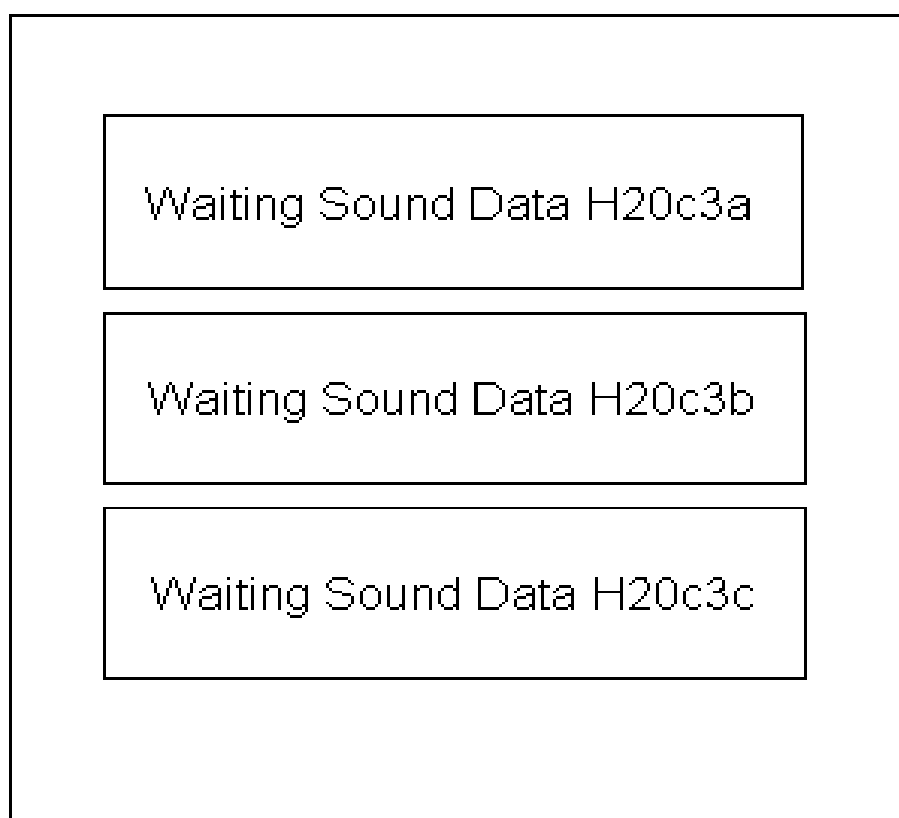 Waiting Sound Data H20c3a
Waiting Sound Data H20c3b
Waiting Sound Data H20c3c